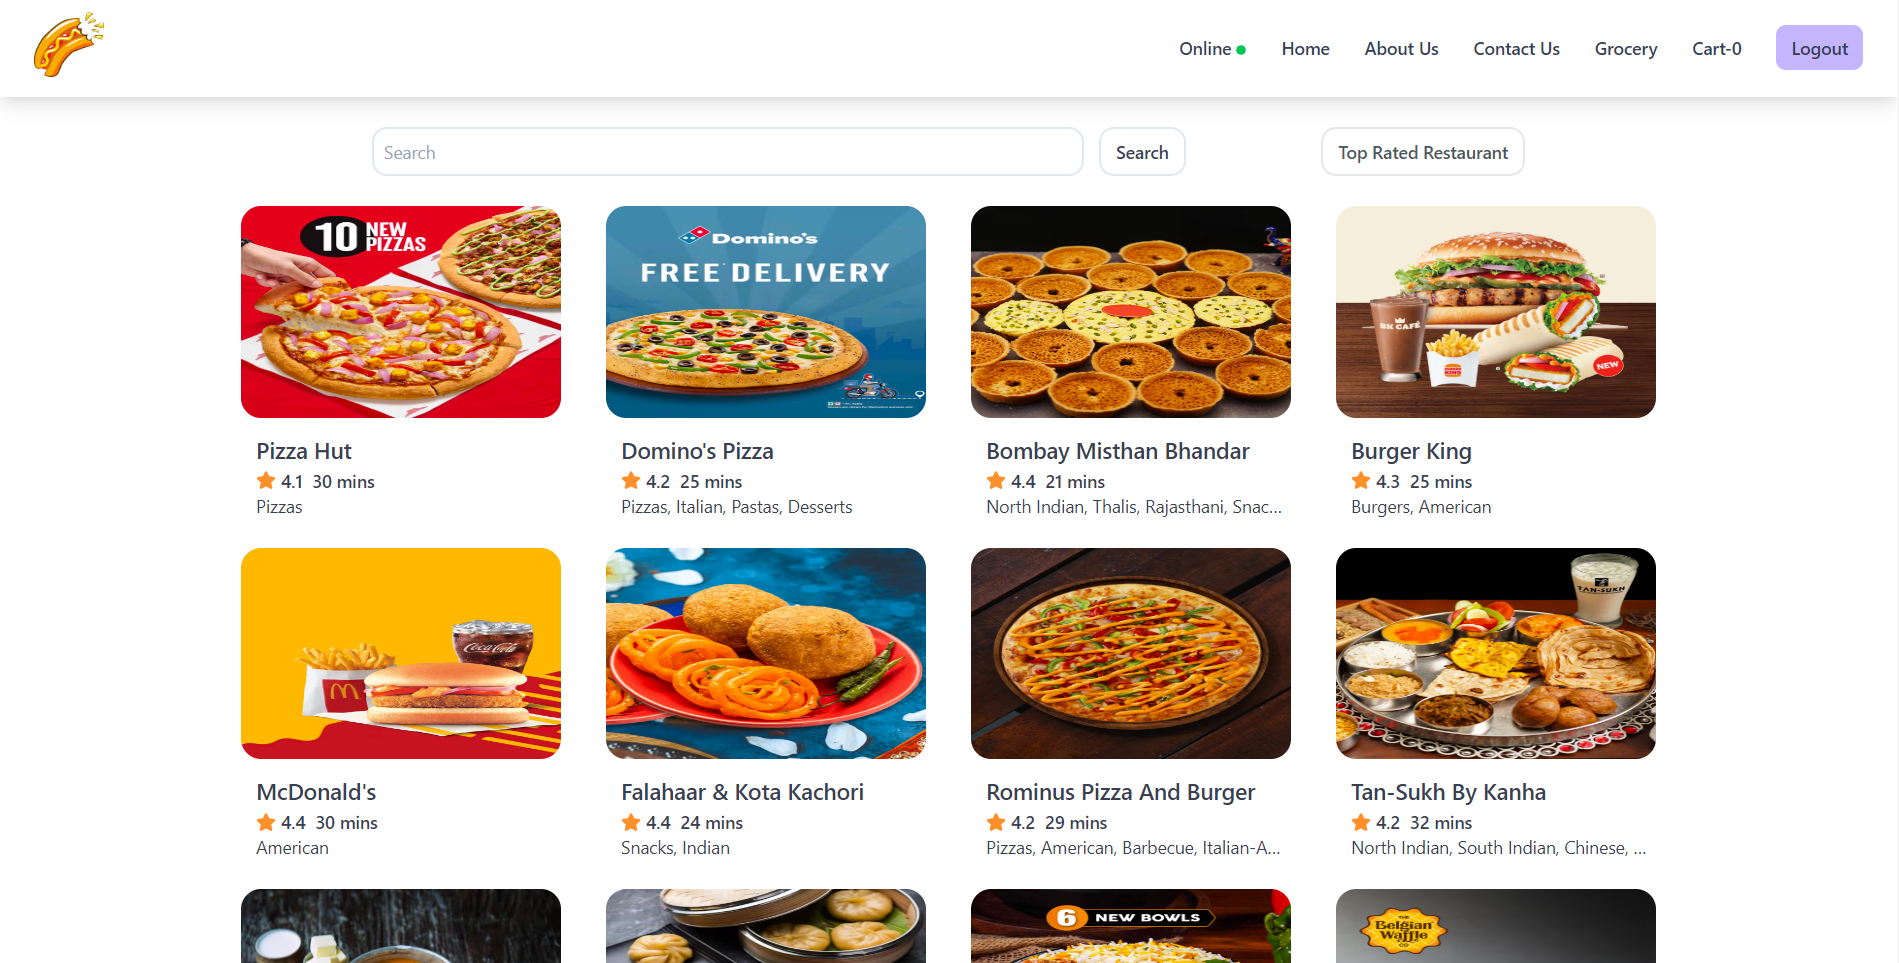 Online Home About Us Contact Us Grocery Cart-0 Logout
Search Search Top Rated Restaurant
10 NEW PIZZAS
Domino's
FREE DELIVERY
BK CAFÉ
BURGER KING
NEW
Pizza Hut
4.1 30 mins
Pizzas
Domino's Pizza
4.2 25 mins
Pizzas, Italian, Pastas, Desserts
Bombay Misthan Bhandar
4.4 21 mins
North Indian, Thalis, Rajasthani, Snac...
Burger King
4.3 25 mins
Burgers, American
Coca-Cola
TAN-SUKH
McDonald's
4.4 30 mins
American
Falahaar & Kota Kachori
4.4 24 mins
Snacks, Indian
Rominus Pizza And Burger
4.2 29 mins
Pizzas, American, Barbecue, Italian-A...
Tan-Sukh By Kanha
4.2 32 mins
North Indian, South Indian, Chinese, ...
6 NEW BOWLS
THE
Belgian
Waffle
CO